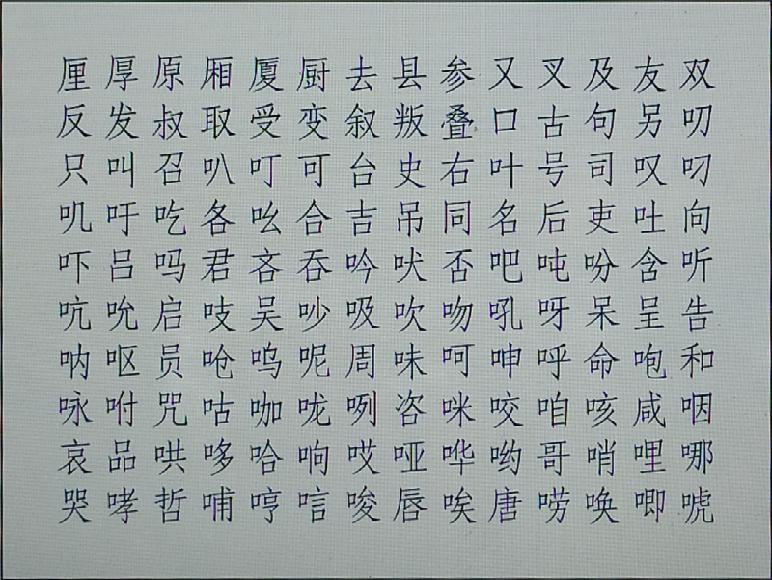 厘厚原厢厦厨去县参又叉及友双
反发叔取受变叙叛叠口古句另叨
只叫召叭叮可台史右叶号司叹叼
叽吁吃各吆合吉吊同名后吏吐向
吓吕吗君吝吞吟吠否吧吨吩含听
吭吮启吱吴吵吸吹吻吼呀呆呈告
呐呕员呛呜呢周味呵呻呼命咆和
咏咐咒咕咖咙咧咨咪咬咱咳咸咽
哀品哄哆哈响哎哑哗哟哥哨哩哪
哭哮哲哺哼唁唆唇唉唐唠唤唧唬